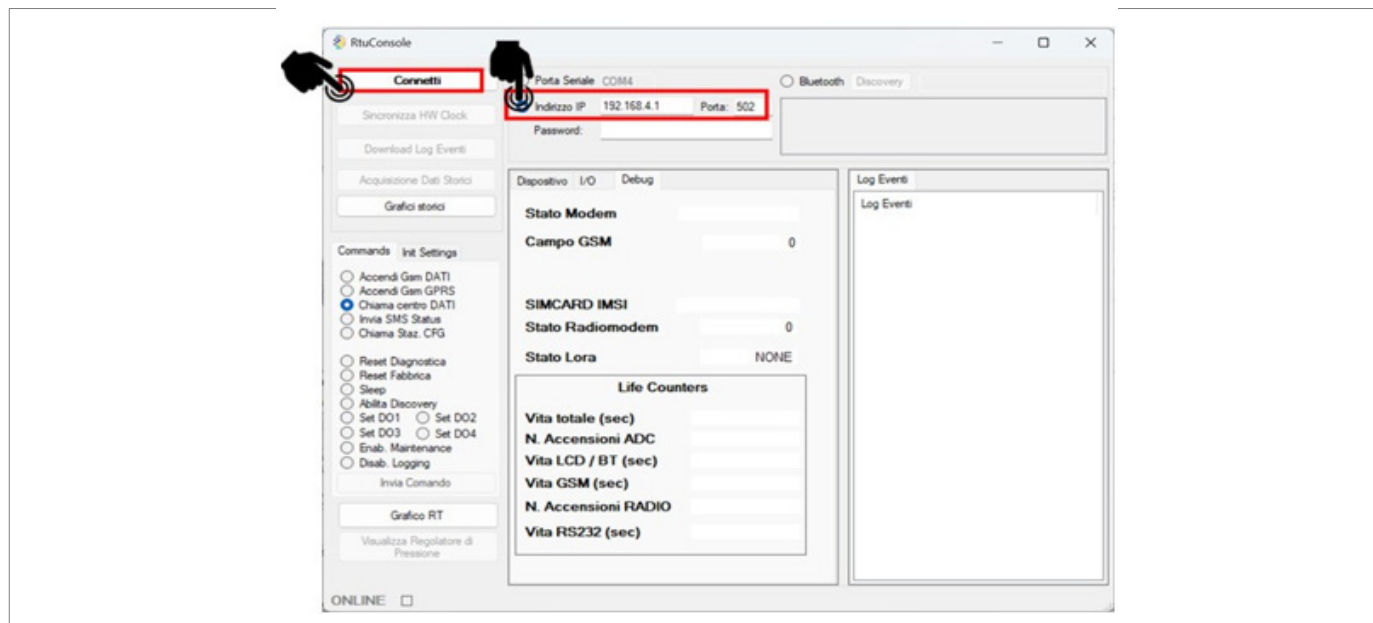 RtuConsole
Connetti
Sincronizza HW Clock
Download Log Eventi
Acquisizione Dati Storici
Grafici storici
Porta Seriale COM4
Indirizzo IP 192.168.4.1 Porta: 502
Password:
Bluetooth Discovery
Commands Init Settings
Accendi Gsm DATI
Accendi Gsm GPRS
Chiama centro DATI
Invia SMS Status
Chiama Staz. CFG
Reset Diagnostica
Reset Fabbrica
Sleep
Abilita Discovery
Set DO1 Set DO2
Set DO3 Set DO4
Enab. Maintenance
Disab. Logging
Invia Comando
Grafico RT
Visualizza Regolatore di
Pressione
Dispositivo I/O Debug
Stato Modem
Campo GSM 0
SIMCARD IMSI
Stato Radiomodem 0
Stato Lora NONE
Life Counters
Vita totale (sec)
N. Accensioni ADC
Vita LCD / BT (sec)
Vita GSM (sec)
N. Accensioni RADIO
Vita RS232 (sec)
Log Eventi
Log Eventi
ONLINE